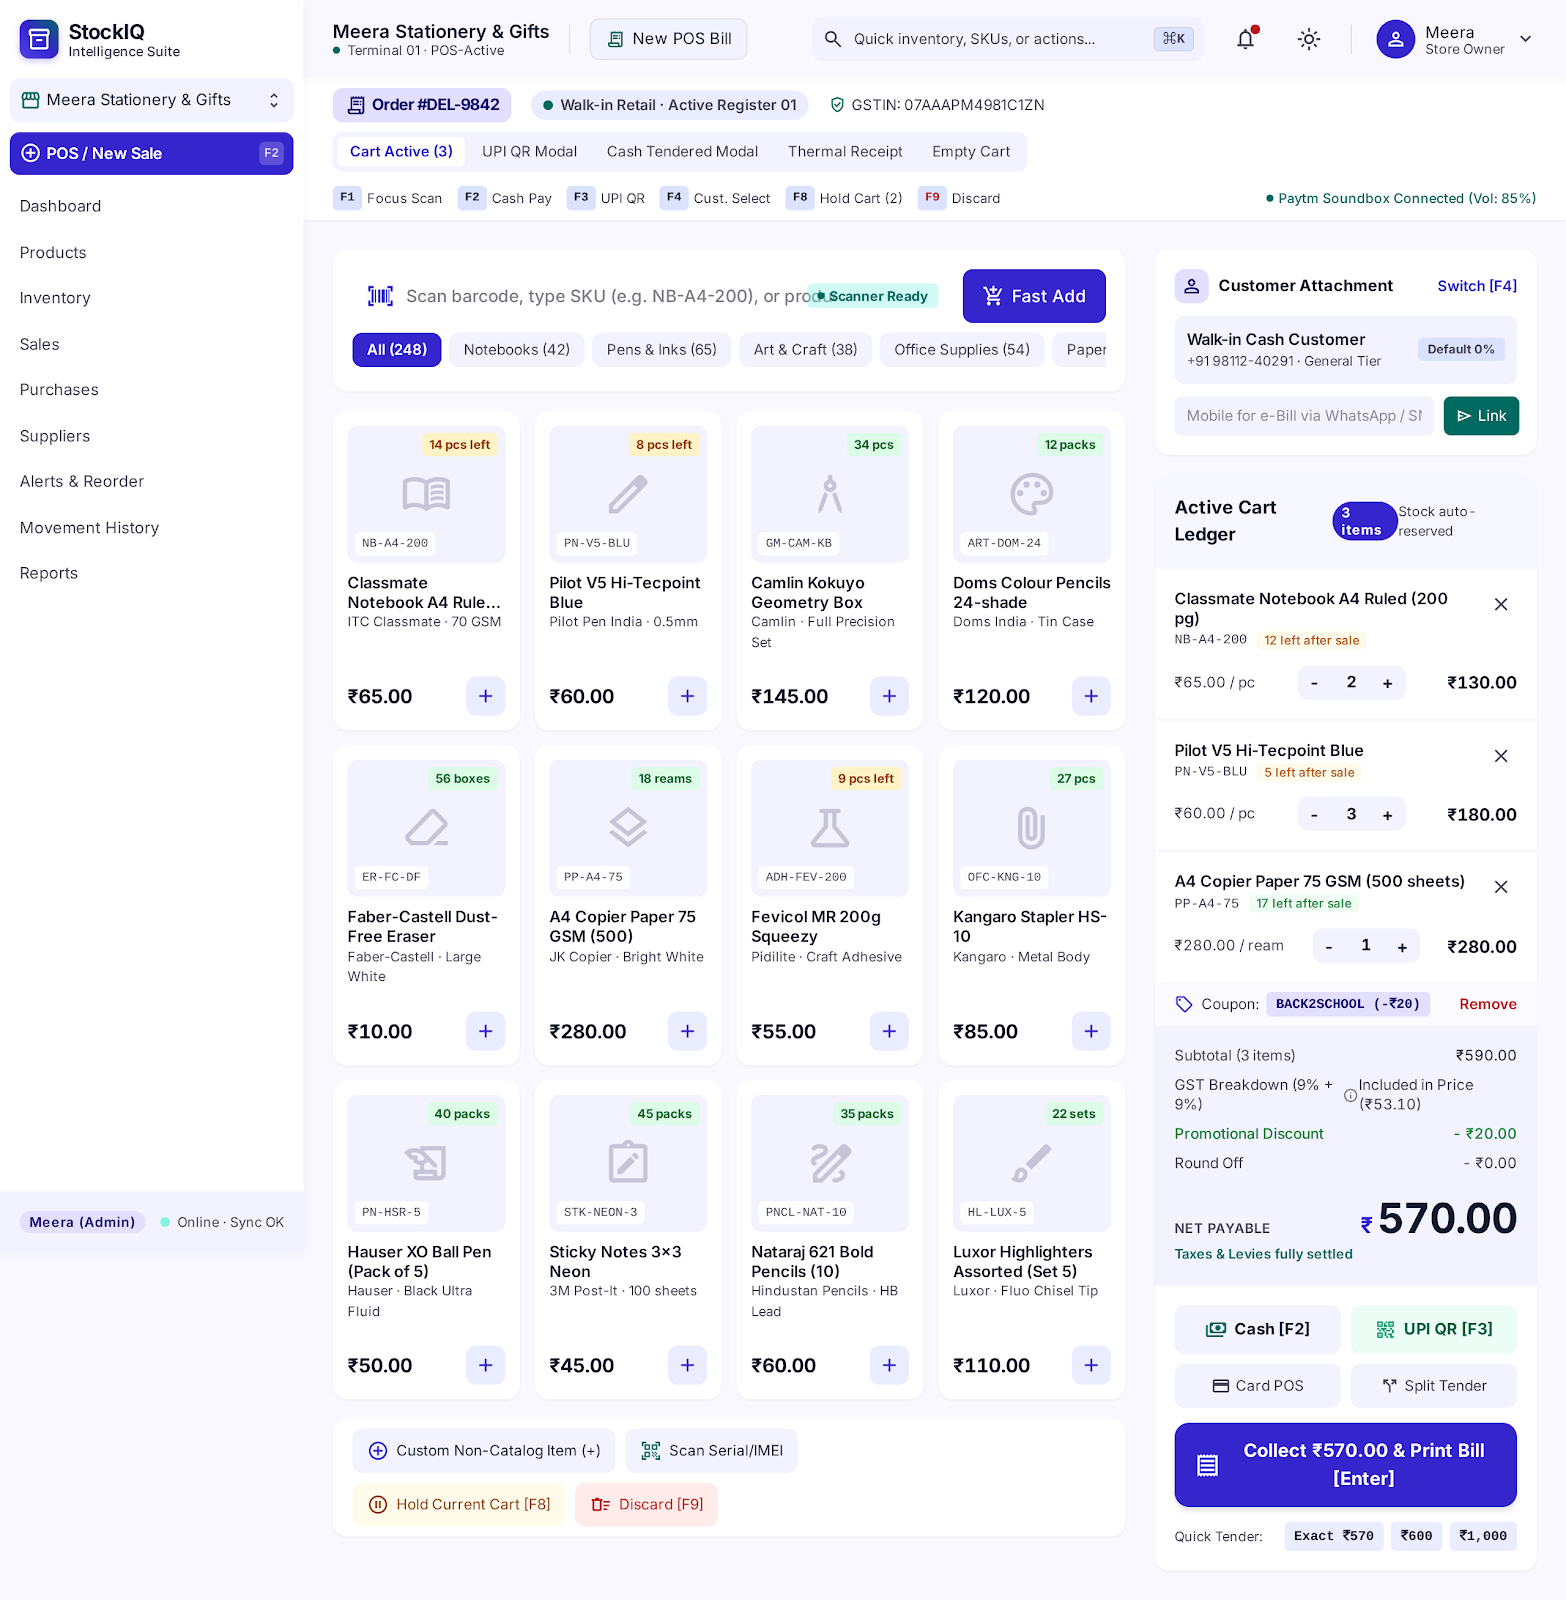 StockIQ
Intelligence Suite
Meera Stationery & Gifts
POS / New Sale
F2
Dashboard
Products
Inventory
Sales
Purchases
Suppliers
Alerts & Reorder
Movement History
Reports
Meera (Admin)
Online · Sync OK
Meera Stationery & Gifts
Terminal 01 · POS-Active
New POS Bill
Quick inventory, SKUs, or actions...
⌘K
Meera
Store Owner
Order #DEL-9842
Walk-in Retail · Active Register 01
GSTIN: 07AAAPM4981C1ZN
Cart Active (3)
UPI QR Modal
Cash Tendered Modal
Thermal Receipt
Empty Cart
F1 Focus Scan
F2 Cash Pay
F3 UPI QR
F4 Cust. Select
F8 Hold Cart (2)
F9 Discard
Paytm Soundbox Connected (Vol: 85%)
Scan barcode, type SKU (e.g. NB-A4-200), or produ
Scanner Ready
Fast Add
All (248)
Notebooks (42)
Pens & Inks (65)
Art & Craft (38)
Office Supplies (54)
Paper
14 pcs left
NB-A4-200
Classmate
Notebook A4 Rule...
ITC Classmate · 70 GSM
₹65.00
+
8 pcs left
PN-V5-BLU
Pilot V5 Hi-Tecpoint
Blue
Pilot Pen India · 0.5mm
₹60.00
+
34 pcs
GM-CAM-KB
Camlin Kokuyo
Geometry Box
Camlin · Full Precision
Set
₹145.00
+
12 packs
ART-DOM-24
Doms Colour Pencils
24-shade
Doms India · Tin Case
₹120.00
+
56 boxes
ER-FC-DF
Faber-Castell Dust-
Free Eraser
Faber-Castell · Large
White
₹10.00
+
18 reams
PP-A4-75
A4 Copier Paper 75
GSM (500)
JK Copier · Bright White
₹280.00
+
9 pcs left
ADH-FEV-200
Fevicol MR 200g
Squeezy
Pidilite · Craft Adhesive
₹55.00
+
27 pcs
OFC-KNG-10
Kangaro Stapler HS-
10
Kangaro · Metal Body
₹85.00
+
40 packs
PN-HSR-5
Hauser XO Ball Pen
(Pack of 5)
Hauser · Black Ultra
Fluid
₹50.00
+
45 packs
STK-NEON-3
Sticky Notes 3×3
Neon
3M Post-It · 100 sheets
₹45.00
+
35 packs
PNCL-NAT-10
Nataraj 621 Bold
Pencils (10)
Hindustan Pencils · HB
Lead
₹60.00
+
22 sets
HL-LUX-5
Luxor Highlighters
Assorted (Set 5)
Luxor · Fluo Chisel Tip
₹110.00
+
Custom Non-Catalog Item (+)
Scan Serial/IMEI
Hold Current Cart [F8]
Discard [F9]
Customer Attachment
Switch [F4]
Walk-in Cash Customer
+91 98112-40291 · General Tier
Default 0%
Mobile for e-Bill via WhatsApp / SM
Link
Active Cart
Ledger
3
items
Stock auto-
reserved
Classmate Notebook A4 Ruled (200
pg)
NB-A4-200
12 left after sale
₹65.00 / pc
- 2 +
₹130.00
Pilot V5 Hi-Tecpoint Blue
PN-V5-BLU
5 left after sale
₹60.00 / pc
- 3 +
₹180.00
A4 Copier Paper 75 GSM (500 sheets)
PP-A4-75
17 left after sale
₹280.00 / ream
- 1 +
₹280.00
Coupon:
BACK2SCHOOL (-₹20)
Remove
Subtotal (3 items)
₹590.00
GST Breakdown (9% +
9%)
Included in Price
(₹53.10)
Promotional Discount
- ₹20.00
Round Off
- ₹0.00
NET PAYABLE
₹570.00
Taxes & Levies fully settled
Cash [F2]
UPI QR [F3]
Card POS
Split Tender
Collect ₹570.00 & Print Bill
[Enter]
Quick Tender:
Exact ₹570
₹600
₹1,000